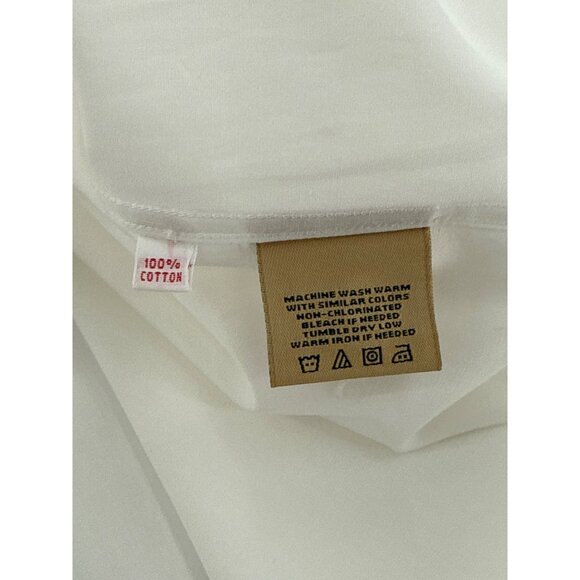 100%
COTTON
MACHINE WASH WARM
WITH SIMILAR COLORS
NON-CHLORINATED
BLEACH IF NEEDED
TUMBLE DRY LOW
WARM IRON IF NEEDED